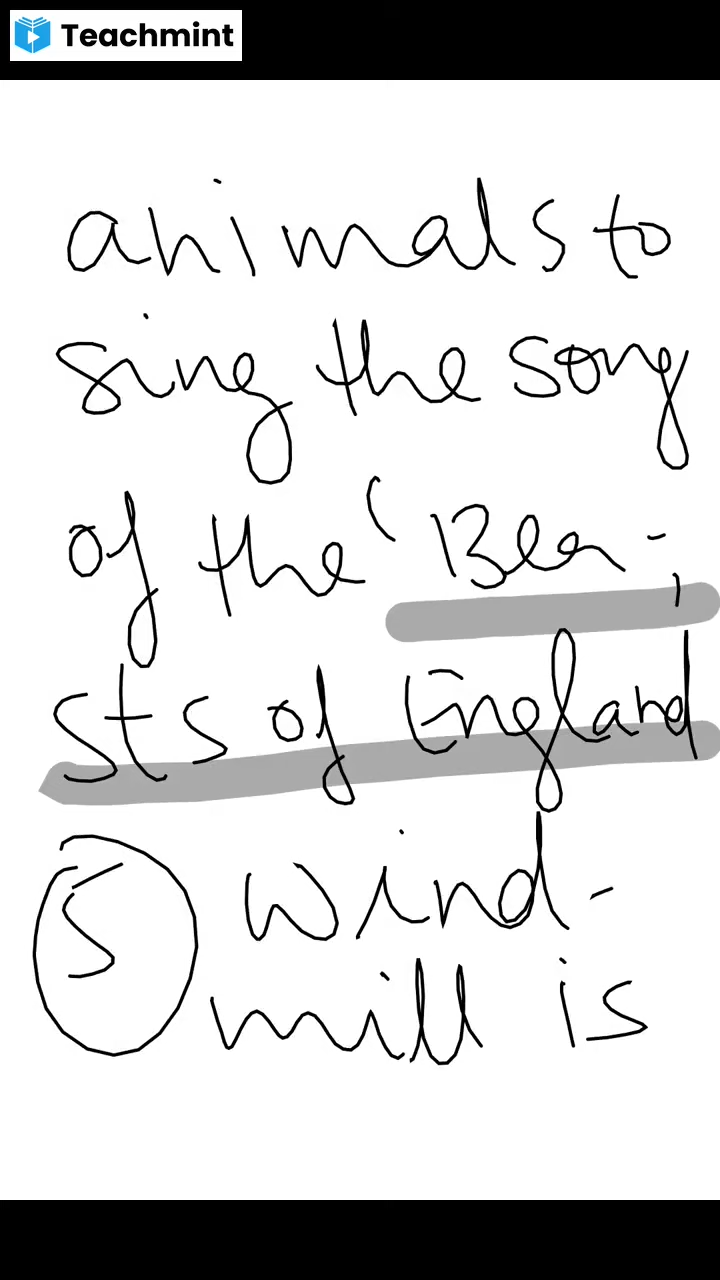 Teachmint
animals to
sing the song
of the 'Bea-,
sts of England
5 Wind-
mill is